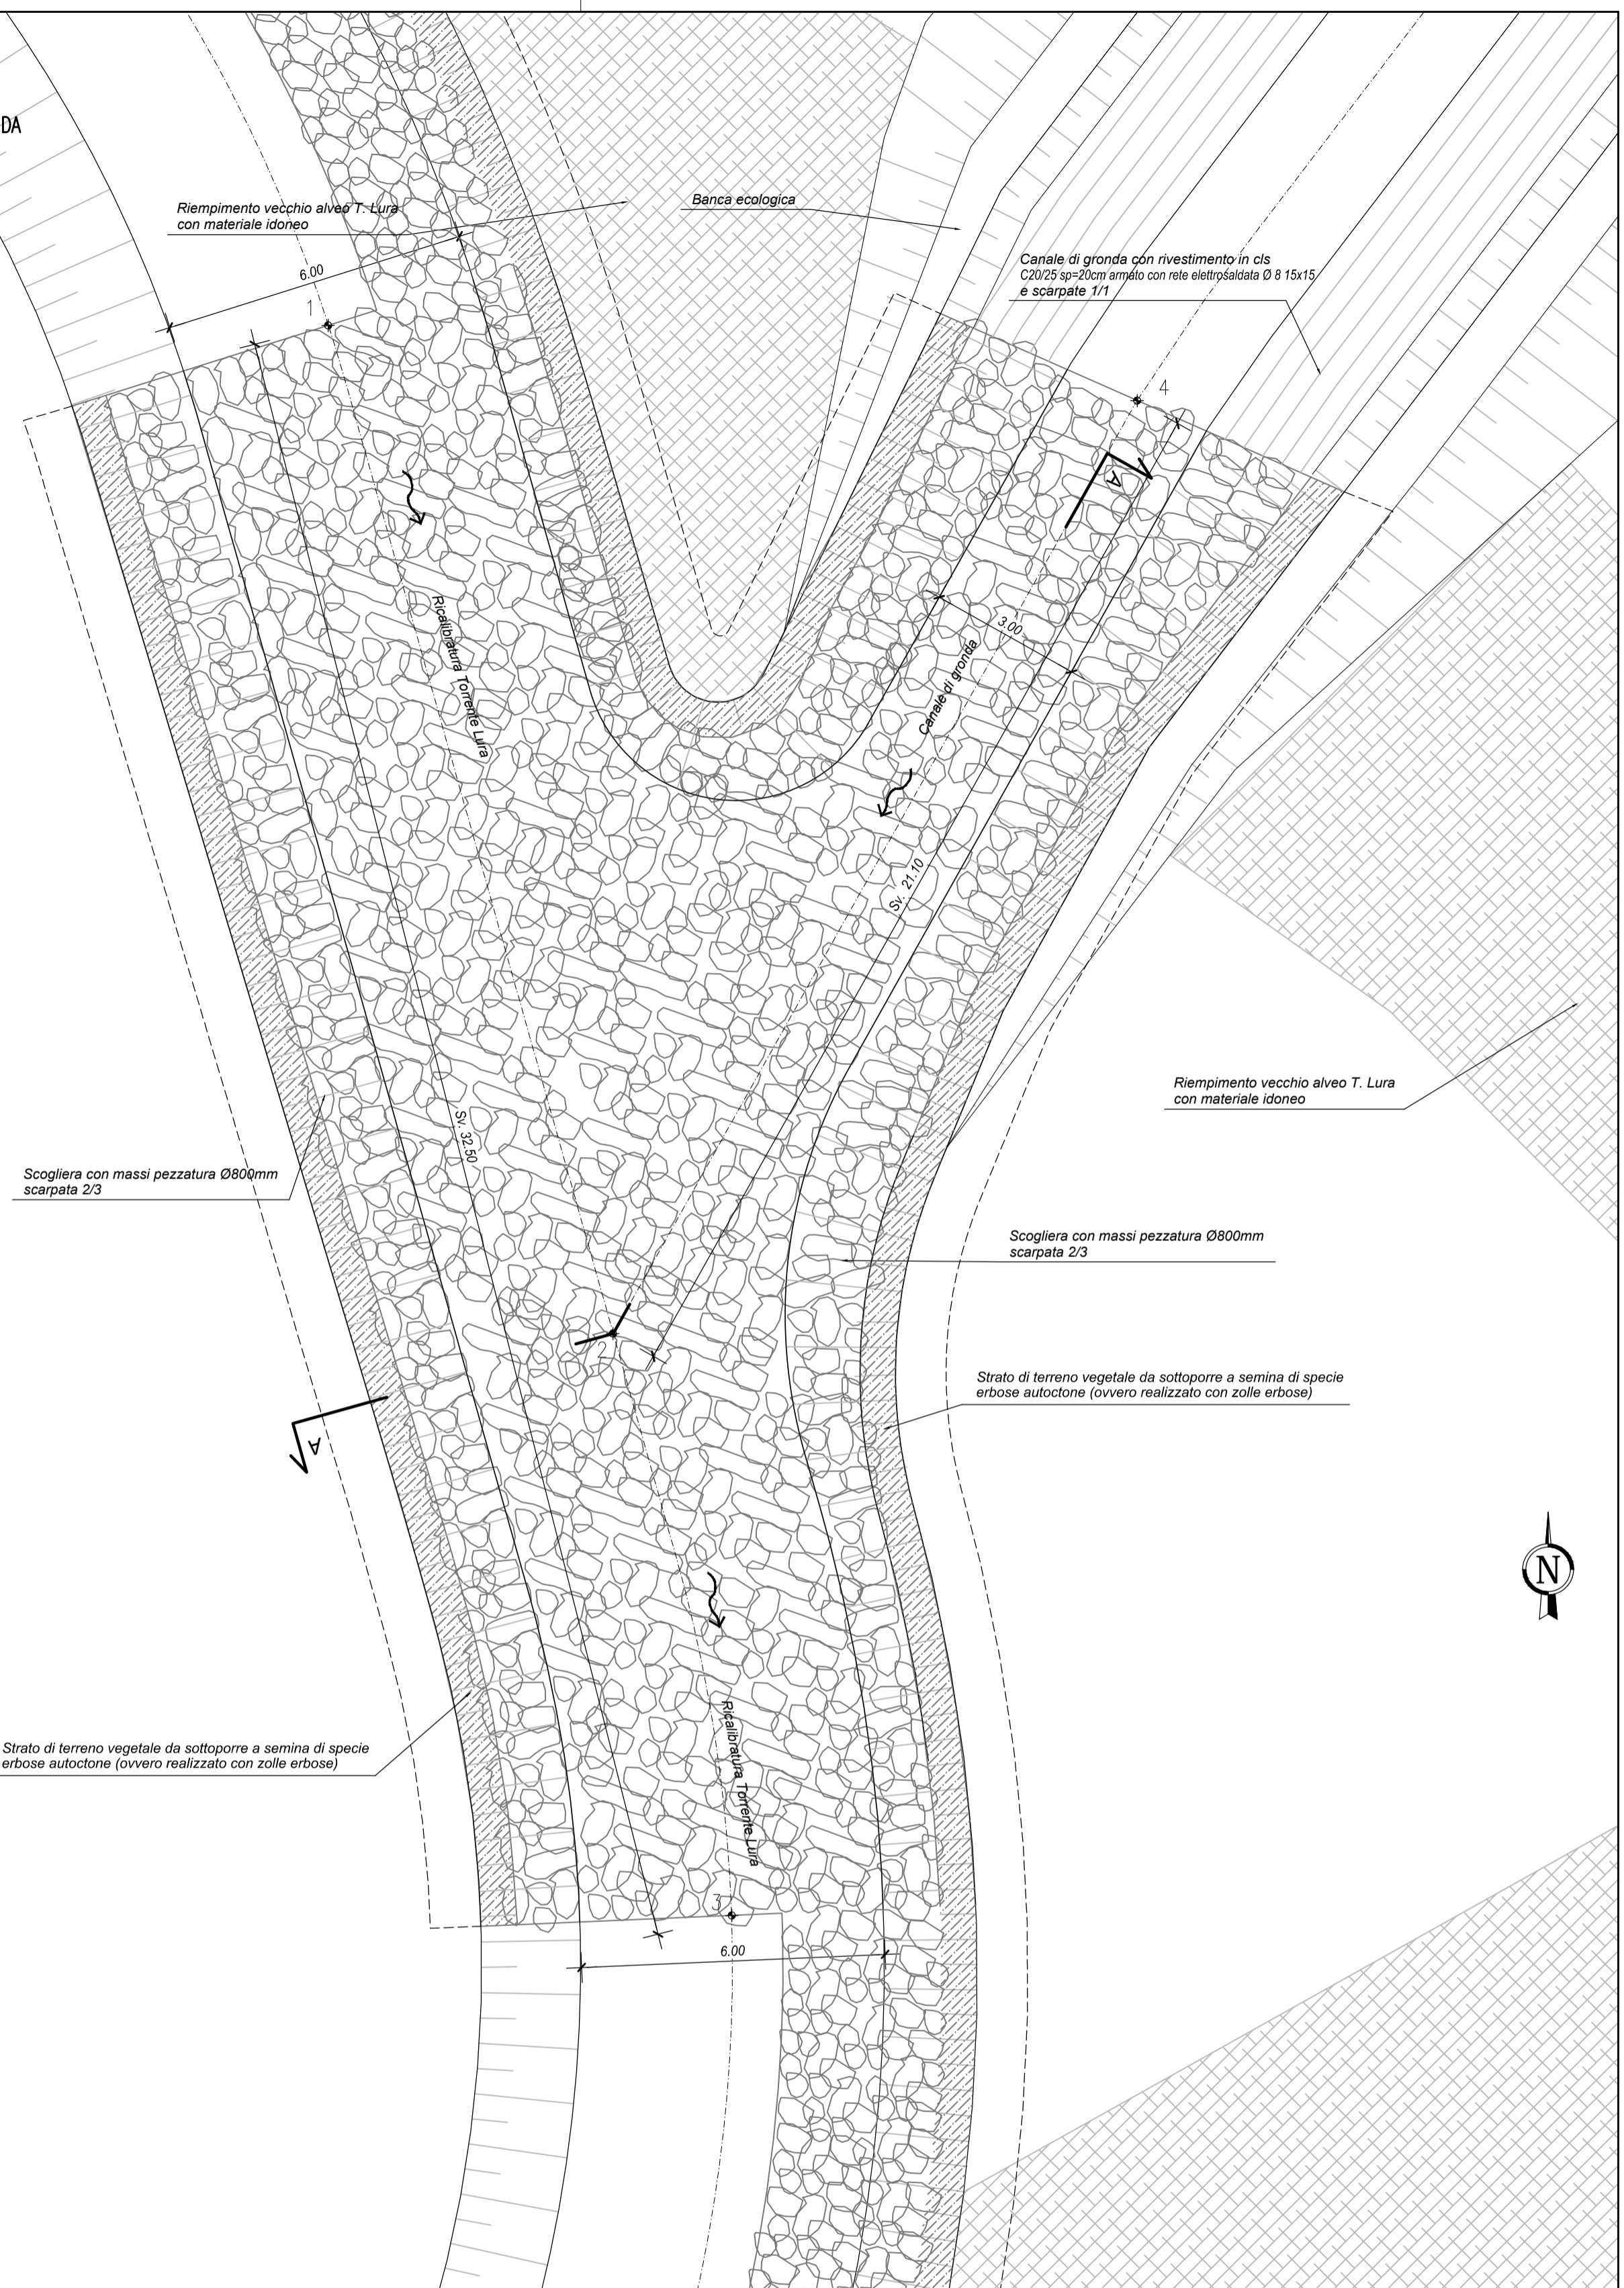 DA
Riempimento vecchio alveo T. Lura
con materiale idoneo
Banca ecologica
Canale di gronda con rivestimento in cls
C20/25 sp=20cm armato con rete elettrosaldata Ø 8 15x15
e scarpate 1/1
6.00
1
4
A
Ricalibratura Torrente Lura
3.00
Canale di gronda
Sv. 21.10
Sv. 32.50
Riempimento vecchio alveo T. Lura
con materiale idoneo
Scogliera con massi pezzatura Ø800mm
scarpata 2/3
Scogliera con massi pezzatura Ø800mm
scarpata 2/3
2
Strato di terreno vegetale da sottoporre a semina di specie
erbose autoctone (ovvero realizzato con zolle erbose)
A
N
Strato di terreno vegetale da sottoporre a semina di specie
erbose autoctone (ovvero realizzato con zolle erbose)
Ricalibratura Torrente Lura
3
6.00